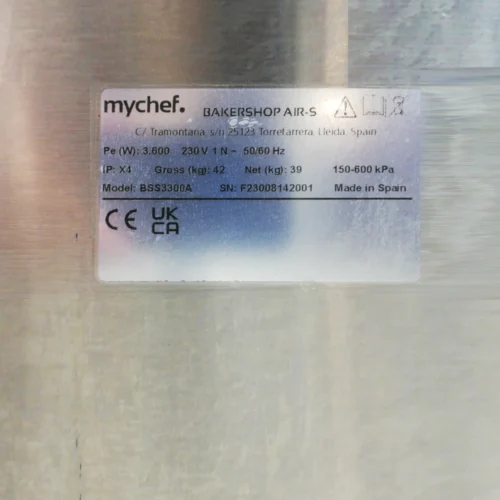 mychef. BAKERSHOP AIR-S
C/ Tramontana, s/n 25123 Torrefarrera, Lleida, Spain
Pe (W): 3.600 230 V 1 N ~ 50/60 Hz
IP: X4 Gross (kg): 42 Net (kg): 39 150-600 kPa
Model: BSS3300A SN: F23008142001 Made in Spain
CE UK
CA